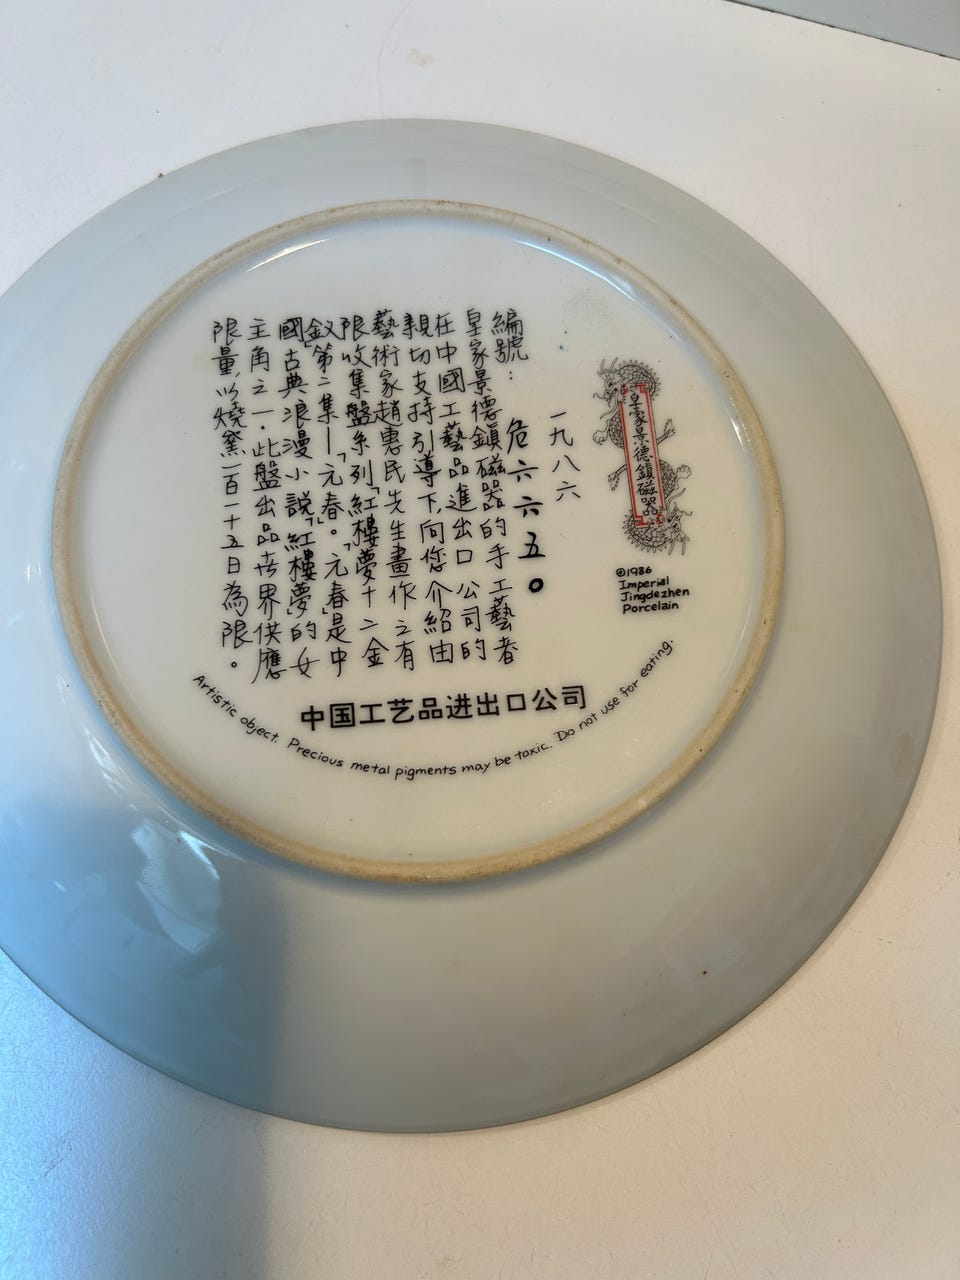 皇家景德鎮磁器品
©1986
Imperial
Jingdezhen
Porcelain
一九八六
編號：危六六五0
皇家景德鎮磁器的手工藝者
在中國工藝品進出口公司的
親切支持引導下，向您介紹由
藝術家趙惠民先生畫作之有
限收集盤系列「紅樓夢十二金
釵」第二集—「元春」。「元春」是中
國古典浪漫小說「紅樓夢」的女
主角之一．此盤出品世界供應
限量，以燒窯一百一十五日為限。
中国工艺品进出口公司
Artistic object. Precious metal pigments may be toxic. Do not use for eating.